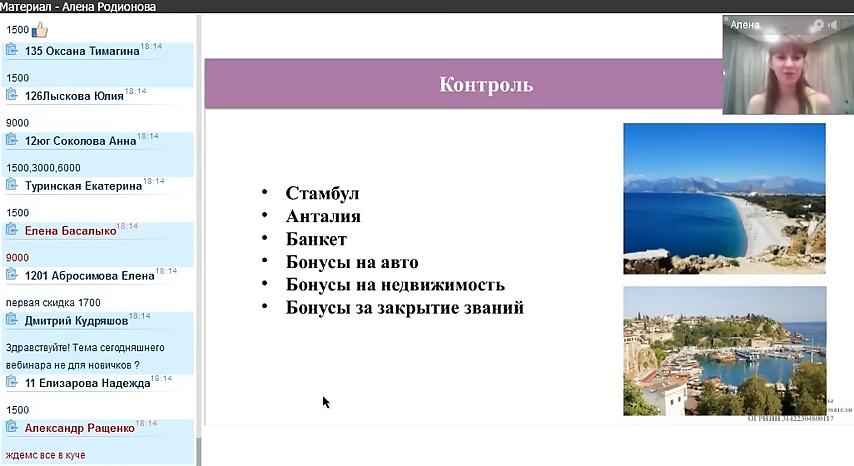 Материал - Алена Родионова
1500
135 Оксана Тимагина 18:14
1500
126Лыскова Юлия 18:14
9000
12юг Соколова Анна 18:14
1500,3000,6000
Туринская Екатерина 18:14
1500
Елена Басалыко 18:14
9000
1201 Абросимова Елена 18:14
первая скидка 1700
Дмитрий Кудряшов 18:14
Здравствуйте! Тема сегодняшнего
вебинара не для новичков ?
11 Елизарова Надежда 18:14
1500
Александр Ращенко 18:14
ждемс все в куче
Алена
Контроль
• Стамбул
• Анталия
• Банкет
• Бонусы на авто
• Бонусы на недвижимость
• Бонусы за закрытие званий